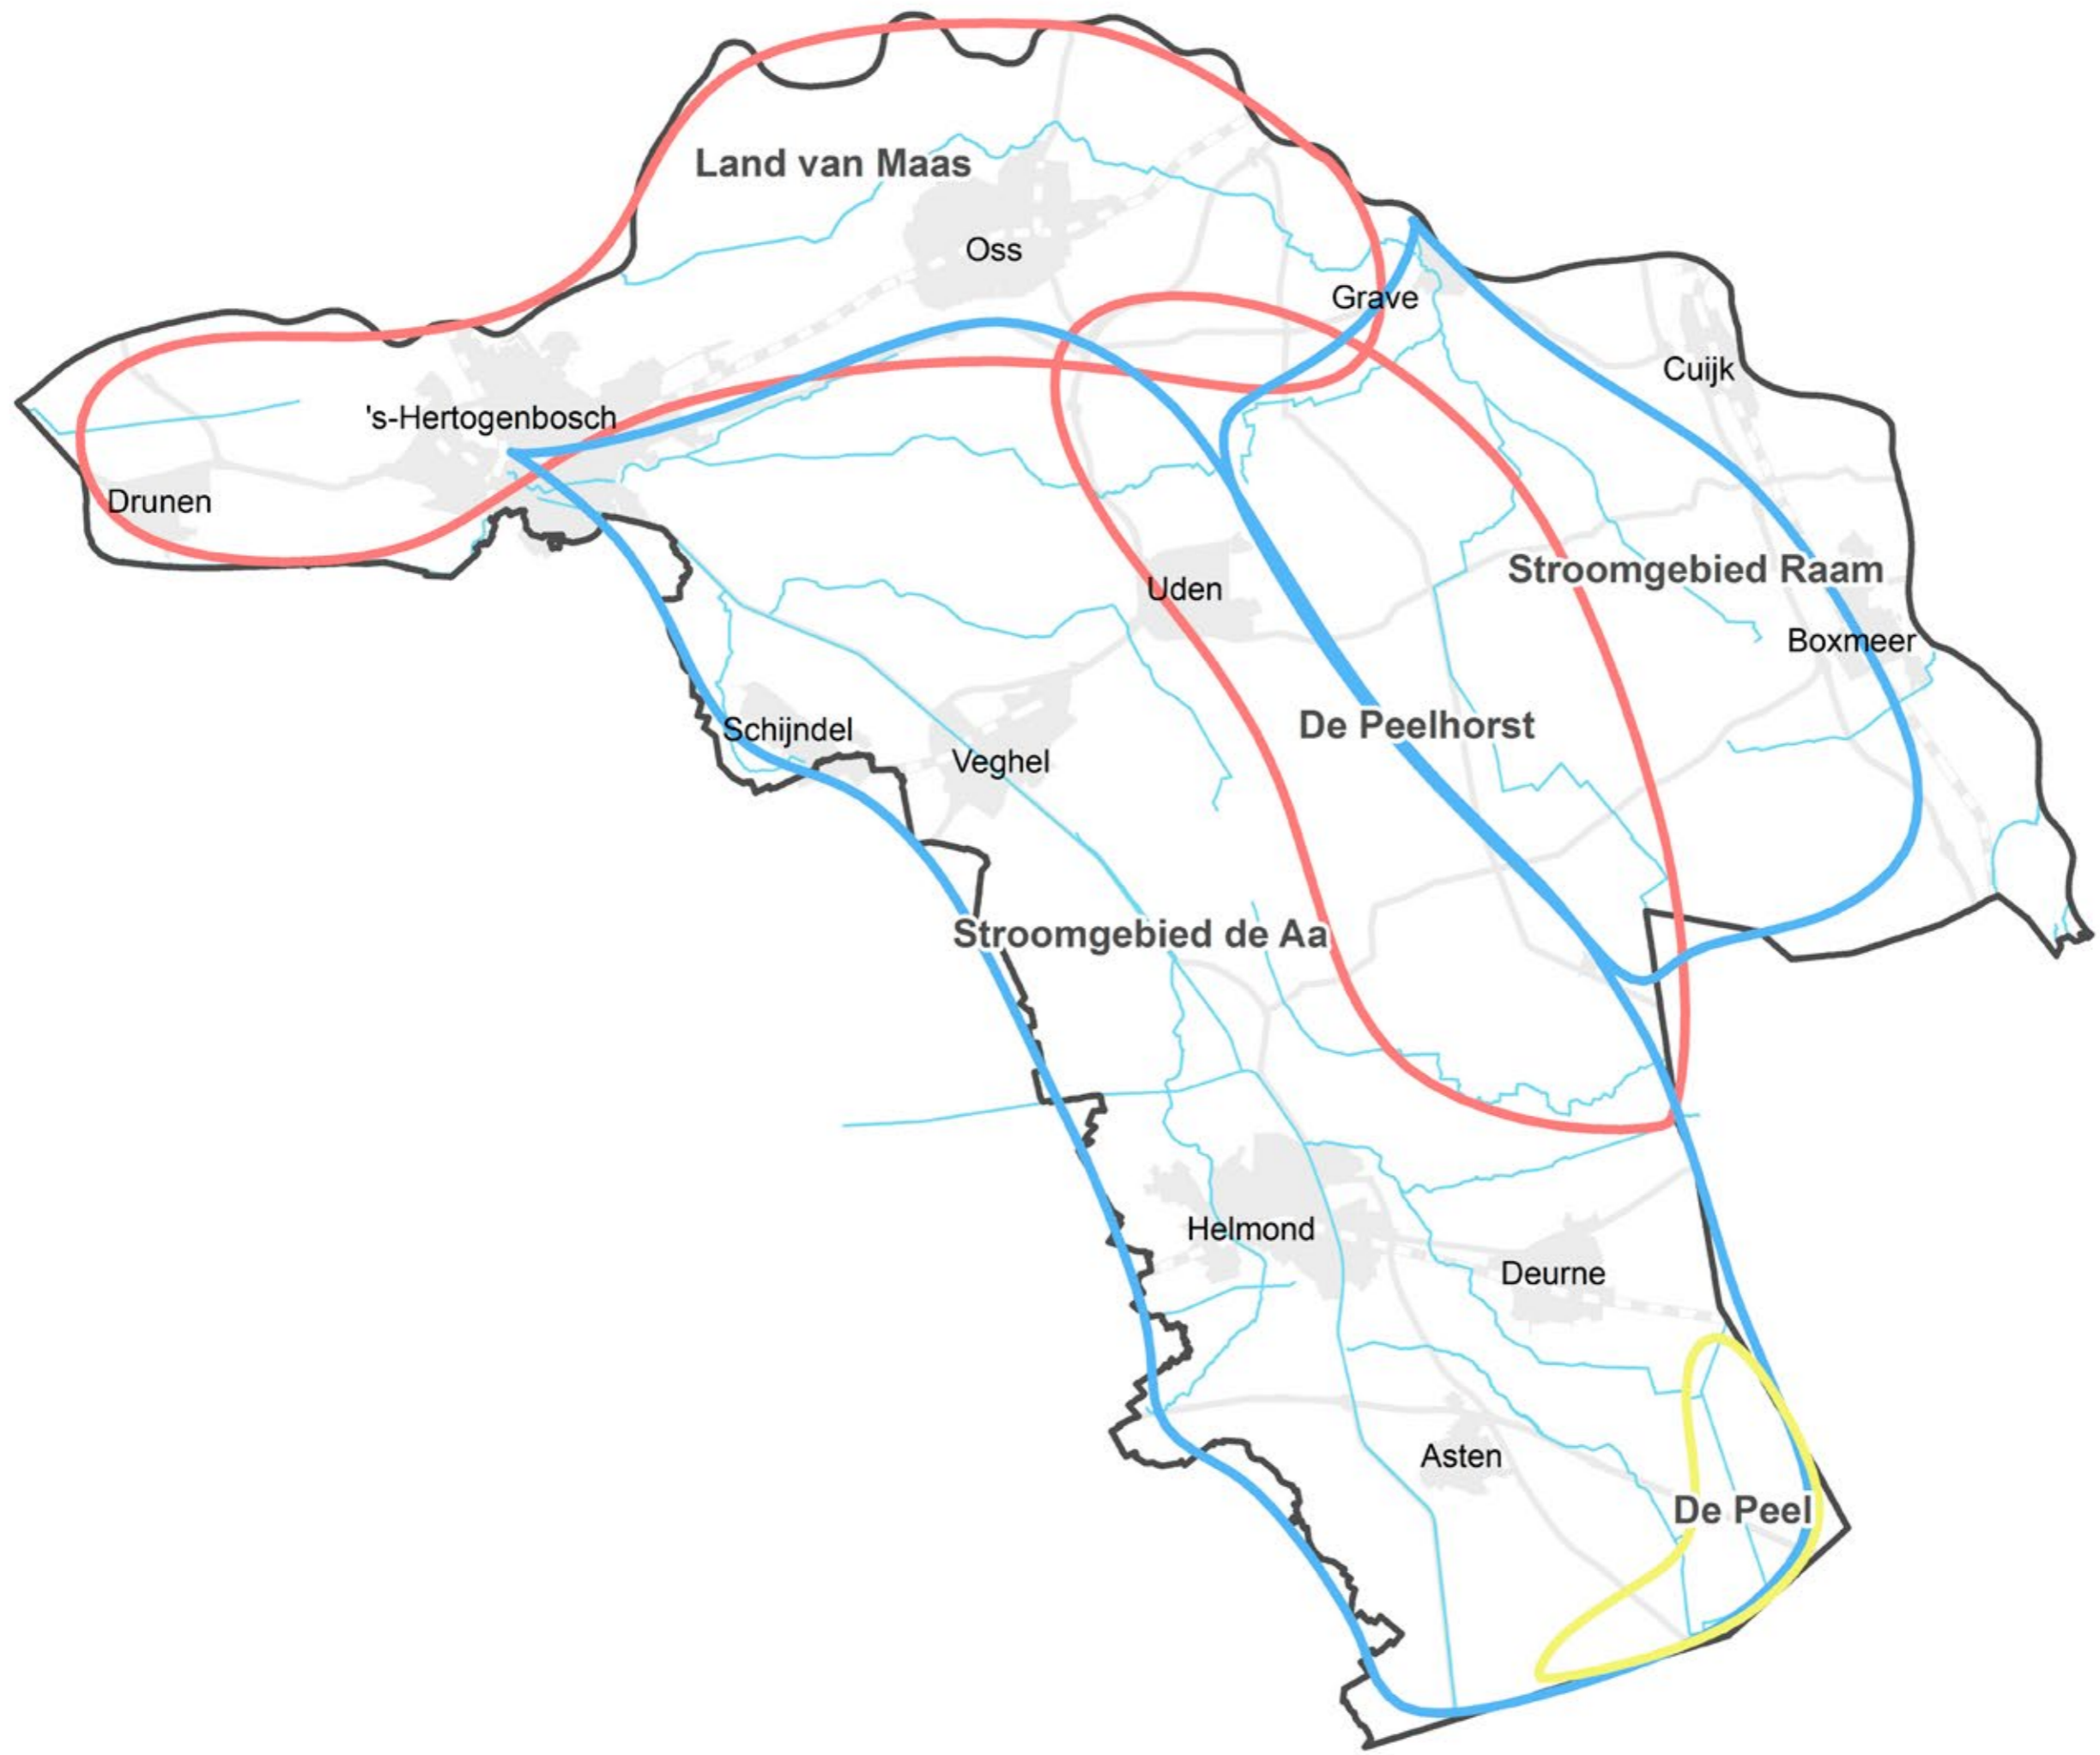 Land van Maas
Oss
Grave
Cuijk
's-Hertogenbosch
Drunen
Stroomgebied Raam
Uden
Boxmeer
De Peelhorst
Schijndel
Veghel
Stroomgebied de Aa
Helmond
Deurne
Asten
De Peel